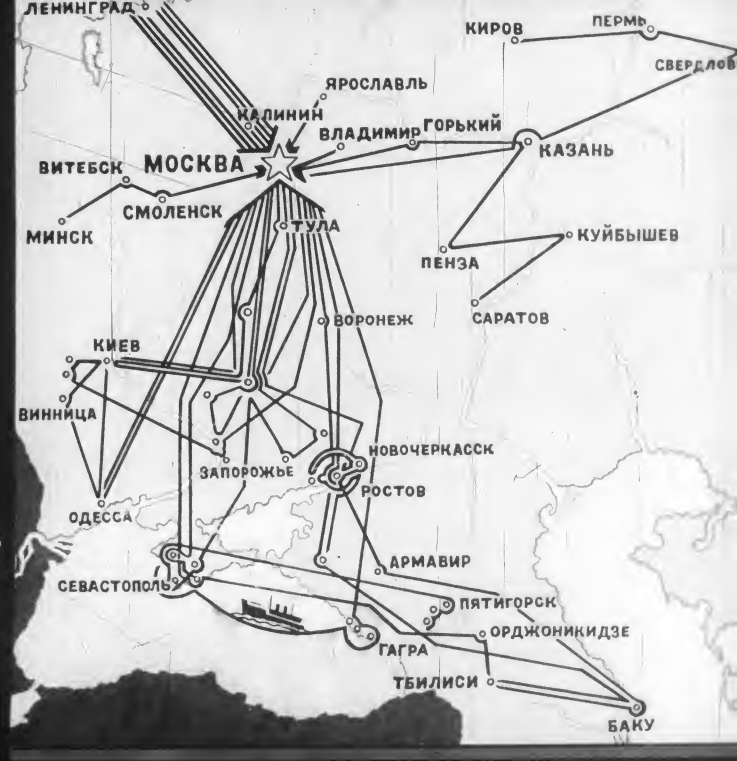 ЛЕНИНГРАД
КИРОВ
ПЕРМЬ
СВЕРДЛОВ
ЯРОСЛАВЛЬ
КАЛИНИН
ВЛАДИМИР
ГОРЬКИЙ
КАЗАНЬ
ВИТЕБСК
МОСКВА
СМОЛЕНСК
МИНСК
ТУЛА
ПЕНЗА
КУЙБЫШЕВ
САРАТОВ
ВОРОНЕЖ
КИЕВ
ВИННИЦА
ЗАПОРОЖЬЕ
НОВОЧЕРКАССК
РОСТОВ
ОДЕССА
АРМАВИР
СЕВАСТОПОЛЬ
ПЯТИГОРСК
ОРДЖОНИКИДЗЕ
ГАГРА
ТБИЛИСИ
БАКУ